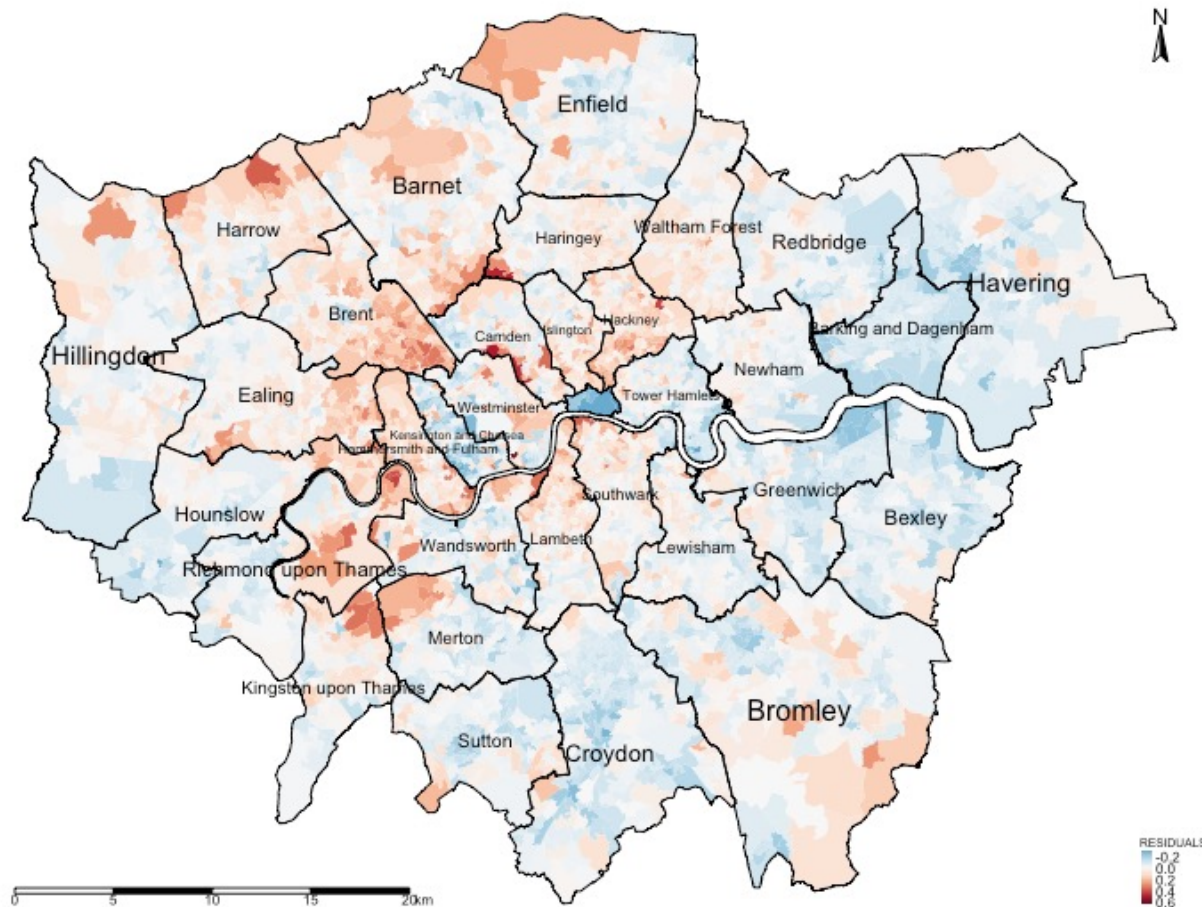 N
Enfield
Barnet
Harrow
Haringey
Waltham Forest
Redbridge
Havering
Brent
Camden
Islington
Hackney
Barking and Dagenham
Hillingdon
Ealing
Westminster
Tower Hamlets
Newham
Kensington and Chelsea
Hammersmith and Fulham
Hounslow
Southwark
Greenwich
Bexley
Richmond upon Thames
Wandsworth
Lambeth
Lewisham
Merton
Kingston upon Thames
Bromley
Sutton
Croydon
RESIDUALS
-0.2
0.0
0.2
0.4
0.6
0 5 10 15 20km